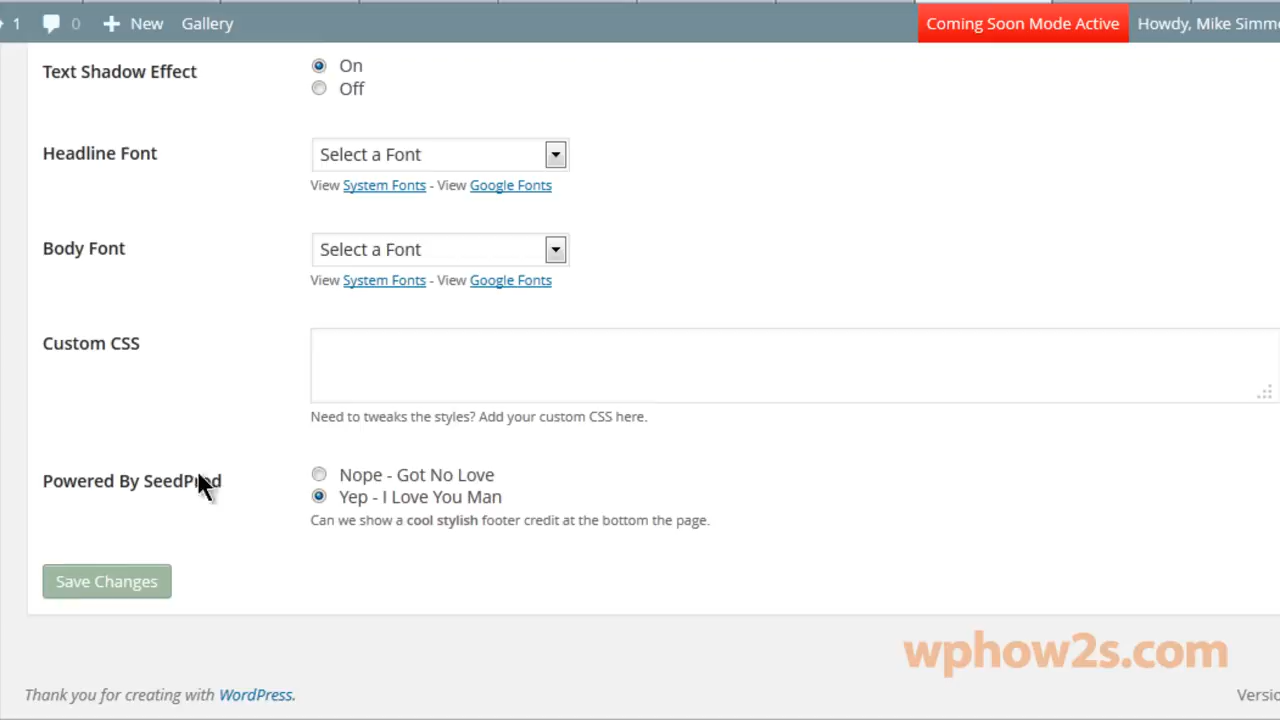 1 0 New Gallery Coming Soon Mode Active Howdy, Mike
Text Shadow Effect
On
Off
Headline Font
Select a Font
View System Fonts - View Google Fonts
Body Font
Select a Font
View System Fonts - View Google Fonts
Custom CSS
Need to tweaks the styles? Add your custom CSS here.
Powered By SeedProd
Nope - Got No Love
Yep - I Love You Man
Can we show a cool stylish footer credit at the bottom the page.
Save Changes
wphow2s.com
Thank you for creating with WordPress.